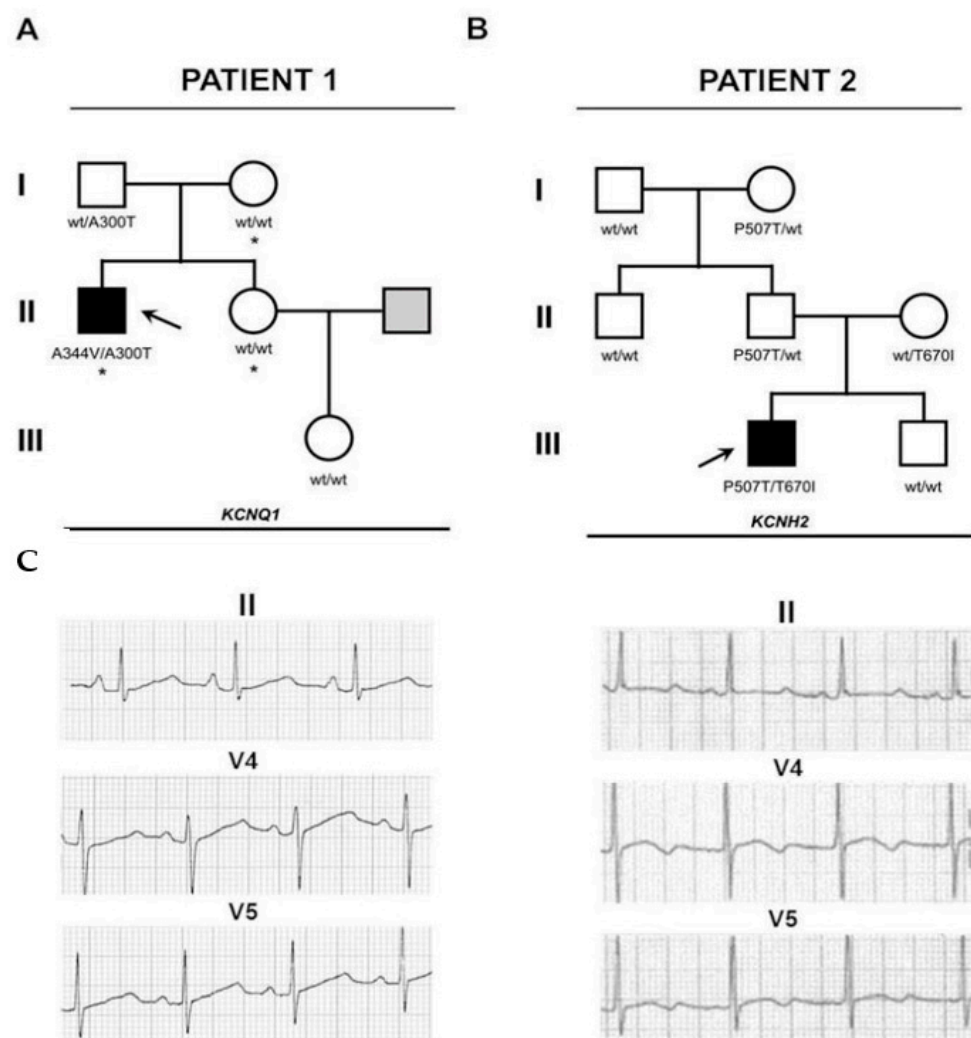 A
PATIENT 1
I
wt/A300T
wt/wt
*
II
A344V/A300T
*
wt/wt
*
III
wt/wt
KCNQ1
B
PATIENT 2
I
wt/wt
P507T/wt
II
wt/wt
P507T/wt
wt/T670I
III
P507T/T670I
wt/wt
KCNH2
C
II
V4
V5
II
V4
V5